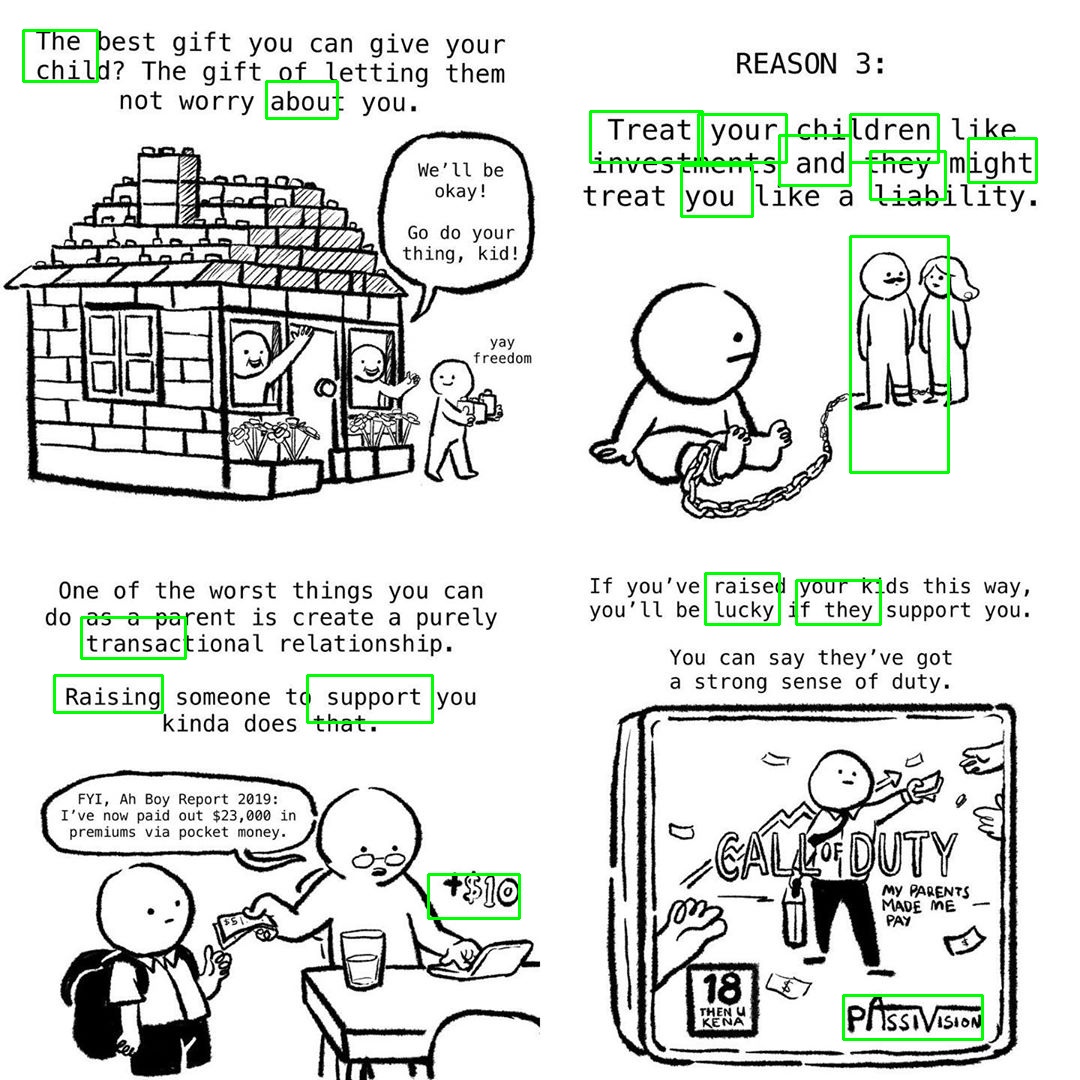 The best gift you can give your
child? The gift of letting them
not worry about you.
We'll be
okay!
Go do your
thing, kid!
yay
freedom
REASON 3:
Treat your children like
investments and they might
treat you like a liability.
One of the worst things you can
do as a parent is create a purely
transactional relationship.
Raising someone to support you
kinda does that.
FYI, Ah Boy Report 2019:
I've now paid out $23,000 in
premiums via pocket money.
+$10
If you've raised your kids this way,
you'll be lucky if they support you.
You can say they've got
a strong sense of duty.
CALL OF DUTY
MY PARENTS
MADE ME
PAY
$
$
18
THEN U
KENA
PASSIVISION